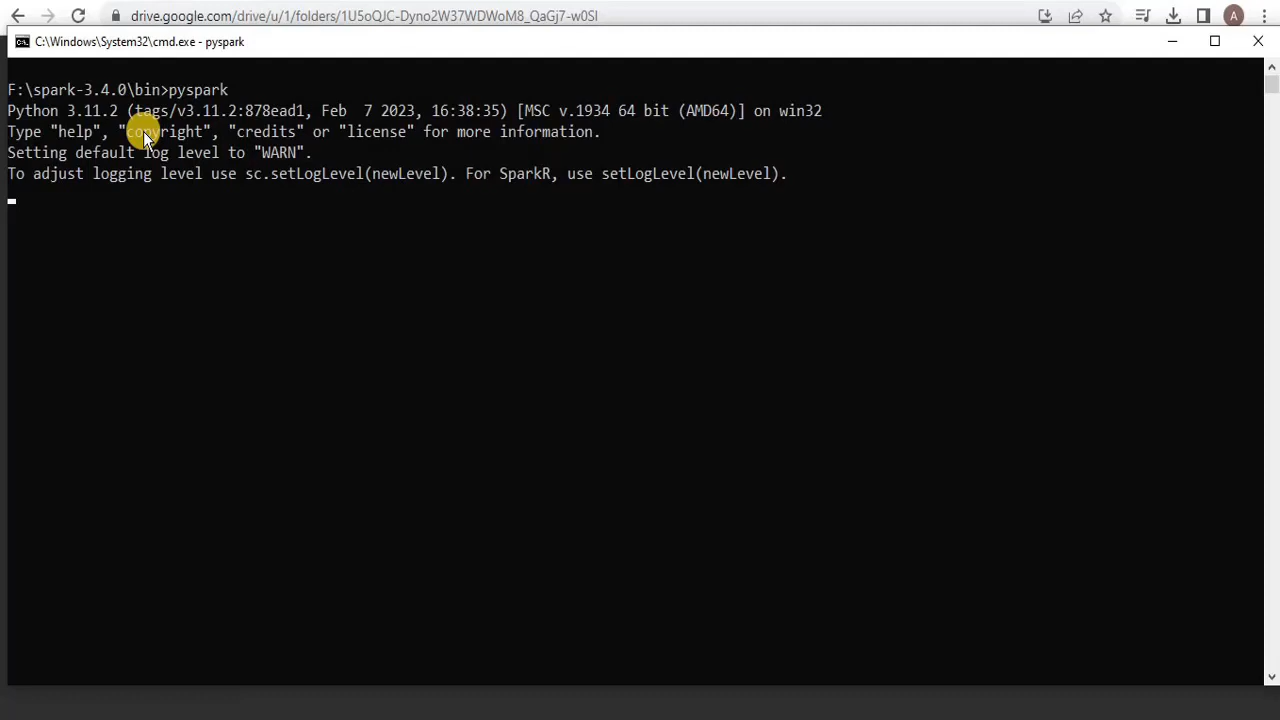 drive.google.com/drive/u/1/folders/1U5oQJC-Dyno2W37WDWoM8_QaGj7-w0Sl
A
C:\Windows\System32\cmd.exe - pyspark
F:\spark-3.4.0\bin>pyspark
Python 3.11.2 (tags/v3.11.2:878ead1, Feb  7 2023, 16:38:35) [MSC v.1934 64 bit (AMD64)] on win32
Type "help", "copyright", "credits" or "license" for more information.
Setting default log level to "WARN".
To adjust logging level use sc.setLogLevel(newLevel). For SparkR, use setLogLevel(newLevel).